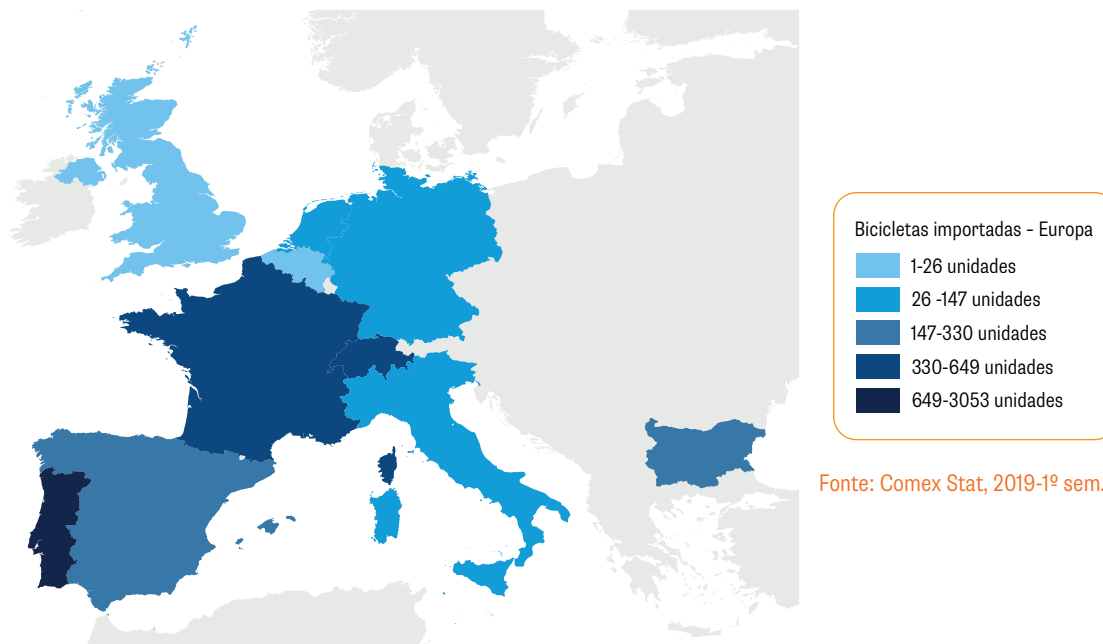 Bicicletas importadas - Europa
1-26 unidades
26 -147 unidades
147-330 unidades
330-649 unidades
649-3053 unidades
Fonte: Comex Stat, 2019-1º sem.